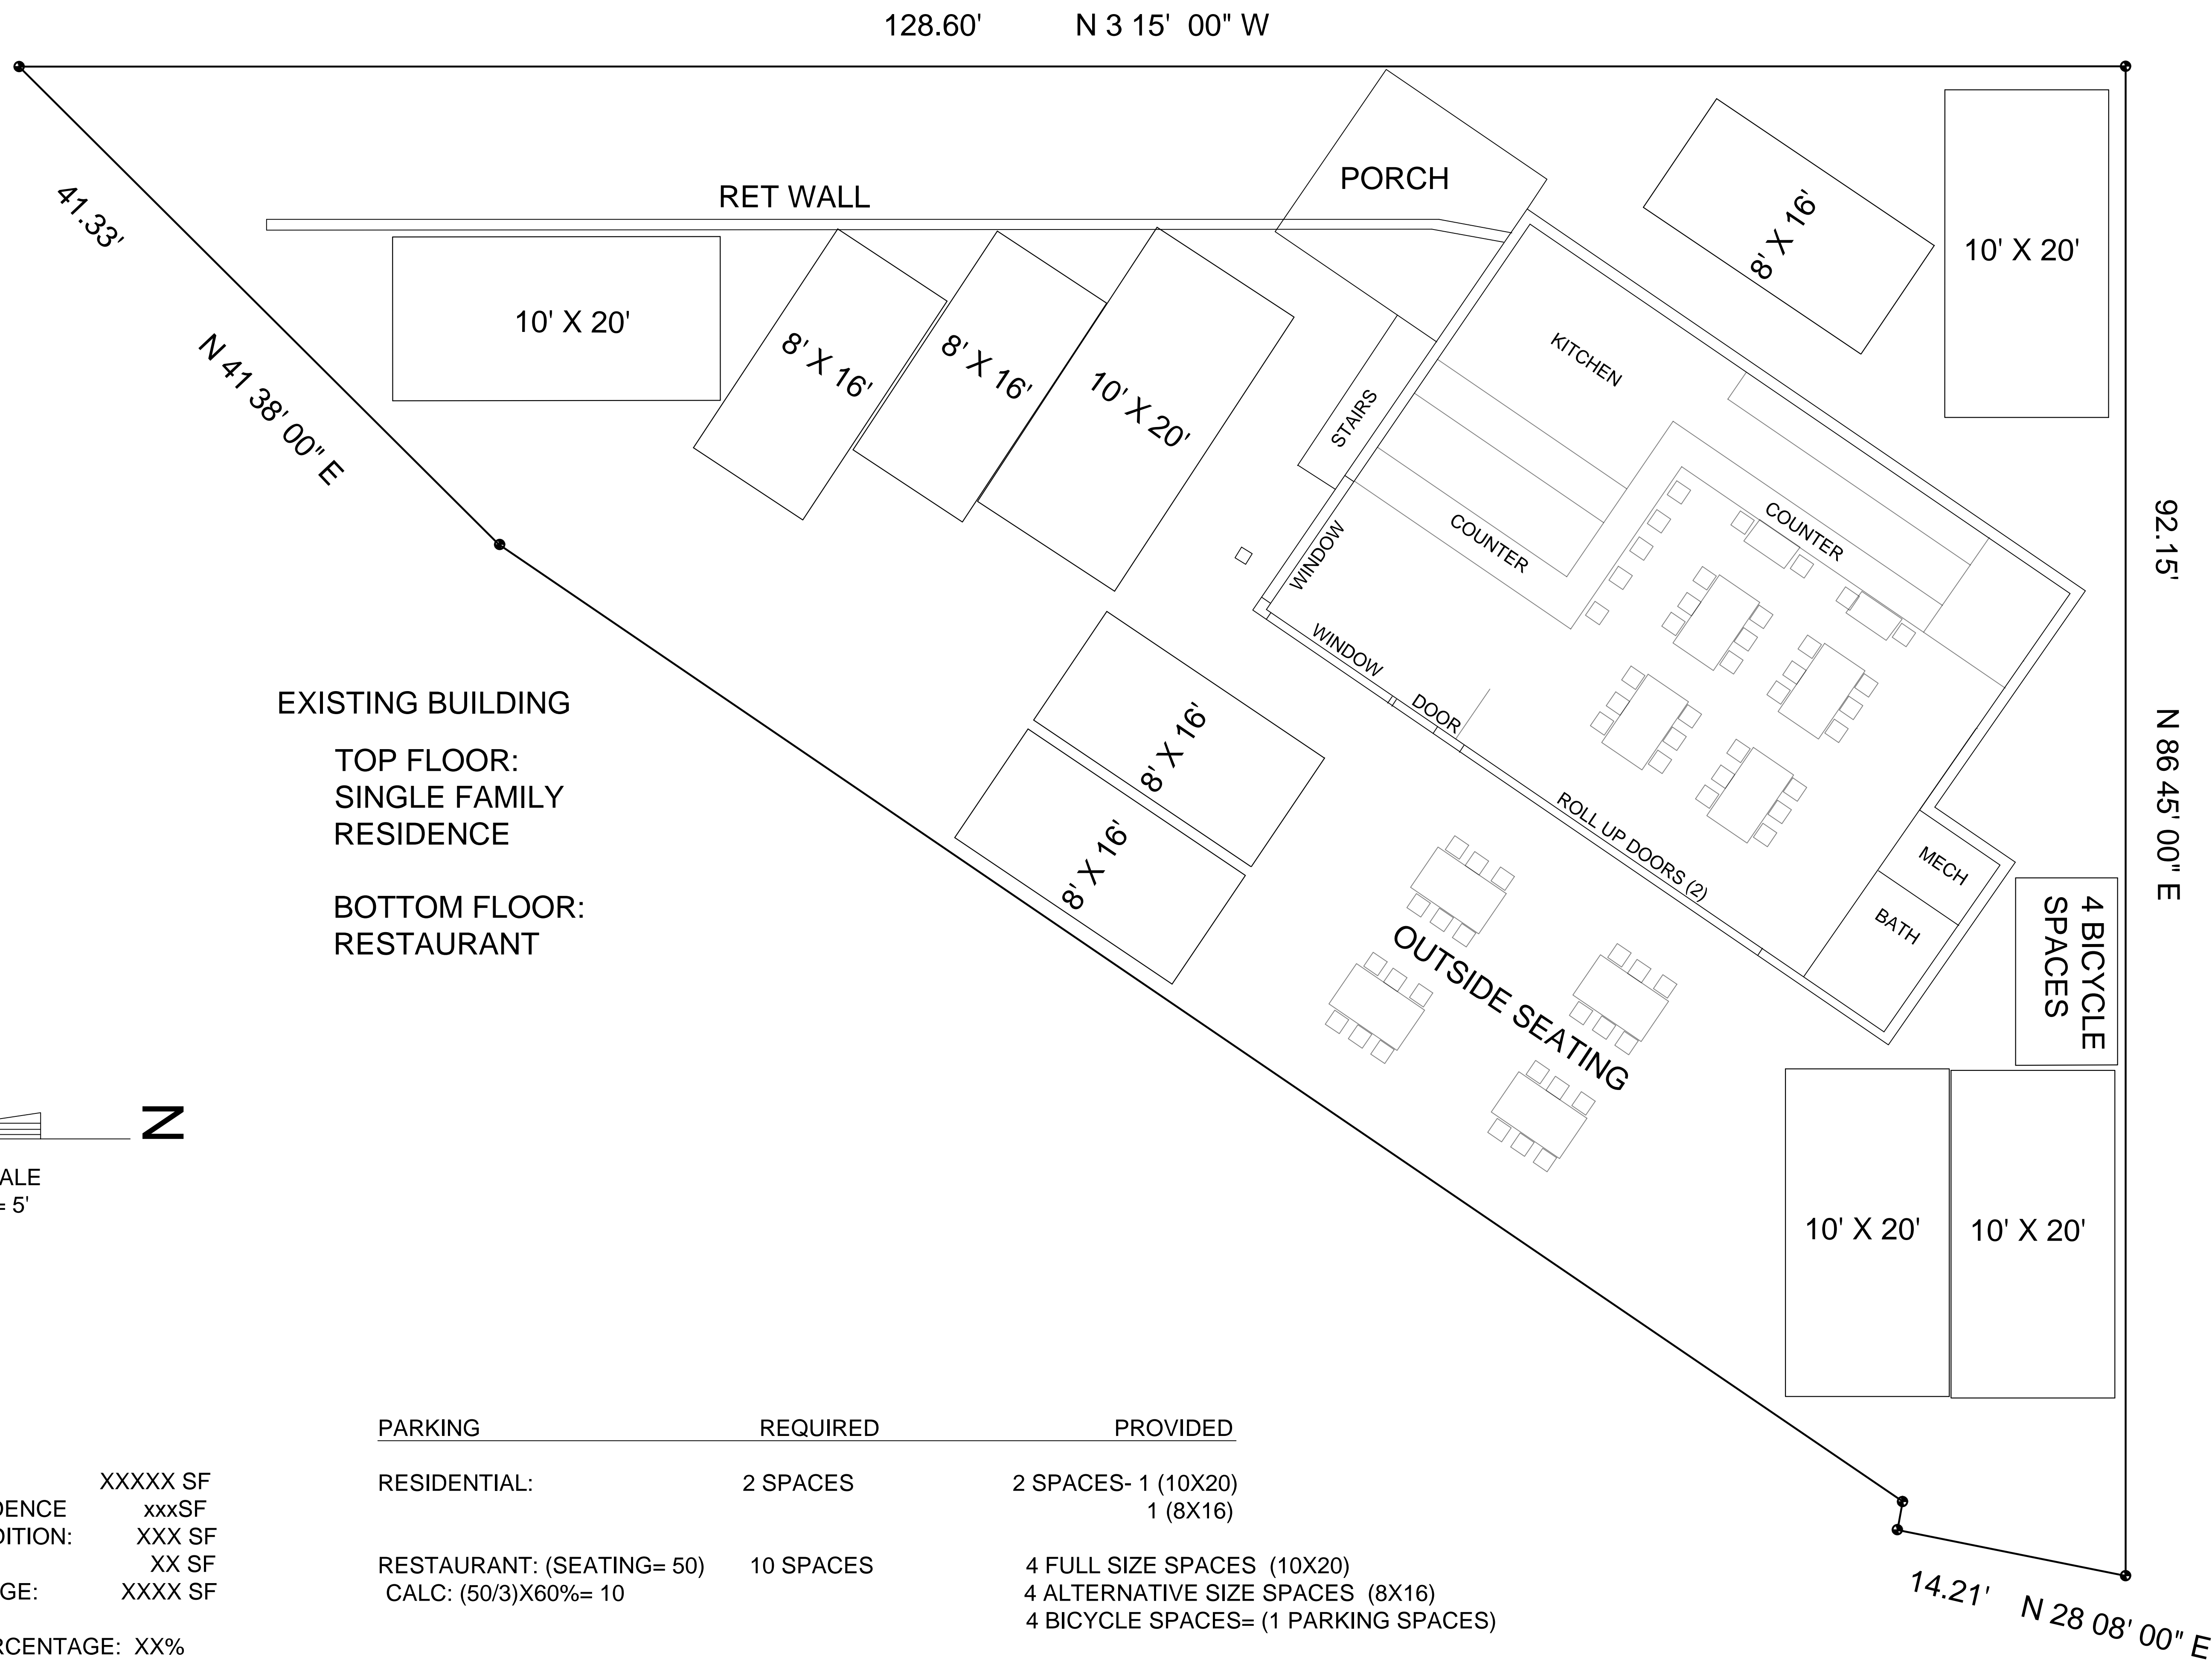 128.60' N 3 15' 00" W
41.33'
N 41 38' 00" E
RET WALL
PORCH
10' X 20'
8' X 16'
8' X 16'
10' X 20'
8' X 16'
10' X 20'
STAIRS
KITCHEN
COUNTER
COUNTER
WINDOW
WINDOW
DOOR
ROLL UP DOORS (2)
MECH
BATH
92.15' N 86 45' 00" E
4 BICYCLE
SPACES
8' X 16'
8' X 16'
OUTSIDE SEATING
10' X 20'
10' X 20'
14.21' N 28 08' 00" E
EXISTING BUILDING
TOP FLOOR:
SINGLE FAMILY
RESIDENCE
BOTTOM FLOOR:
RESTAURANT
N
ALE
= 5'
XXXXX SF
DENCE xxxSF
DITION: XXX SF
XX SF
GE: XXXX SF
RCENTAGE: XX%
PARKING REQUIRED PROVIDED
RESIDENTIAL: 2 SPACES 2 SPACES- 1 (10X20)
1 (8X16)
RESTAURANT: (SEATING= 50) 10 SPACES 4 FULL SIZE SPACES (10X20)
CALC: (50/3)X60%= 10 4 ALTERNATIVE SIZE SPACES (8X16)
4 BICYCLE SPACES= (1 PARKING SPACES)